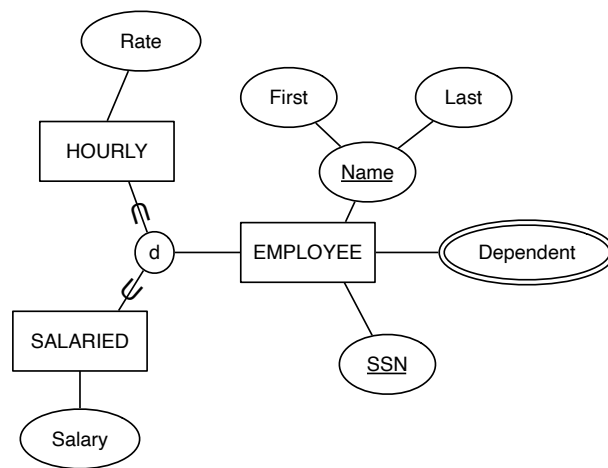 Rate
First
Last
HOURLY
Name
d
EMPLOYEE
Dependent
SALARIED
SSN
Salary